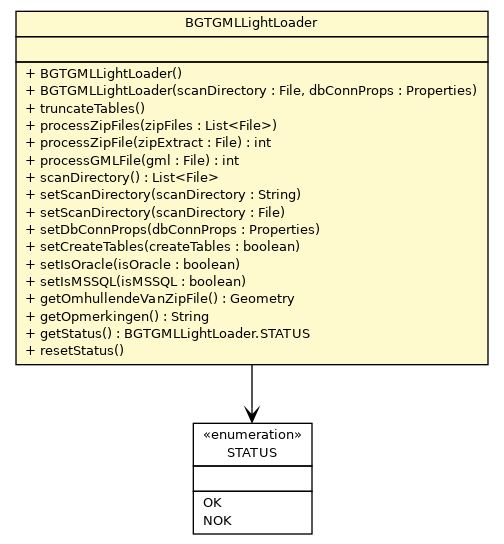 BGTGMLLightLoader
+ BGTGMLLightLoader()
+ BGTGMLLightLoader(scanDirectory : File, dbConnProps : Properties)
+ truncateTables()
+ processZipFiles(zipFiles : List<File>)
+ processZipFile(zipExtract : File) : int
+ processGMLFile(gml : File) : int
+ scanDirectory() : List<File>
+ setScanDirectory(scanDirectory : String)
+ setScanDirectory(scanDirectory : File)
+ setDbConnProps(dbConnProps : Properties)
+ setCreateTables(createTables : boolean)
+ setIsOracle(isOracle : boolean)
+ setIsMSSQL(isMSSQL : boolean)
+ getOmhullendeVanZipFile() : Geometry
+ getOpmerkingen() : String
+ getStatus() : BGTGMLLightLoader.STATUS
+ resetStatus()
«enumeration»
STATUS
OK
NOK